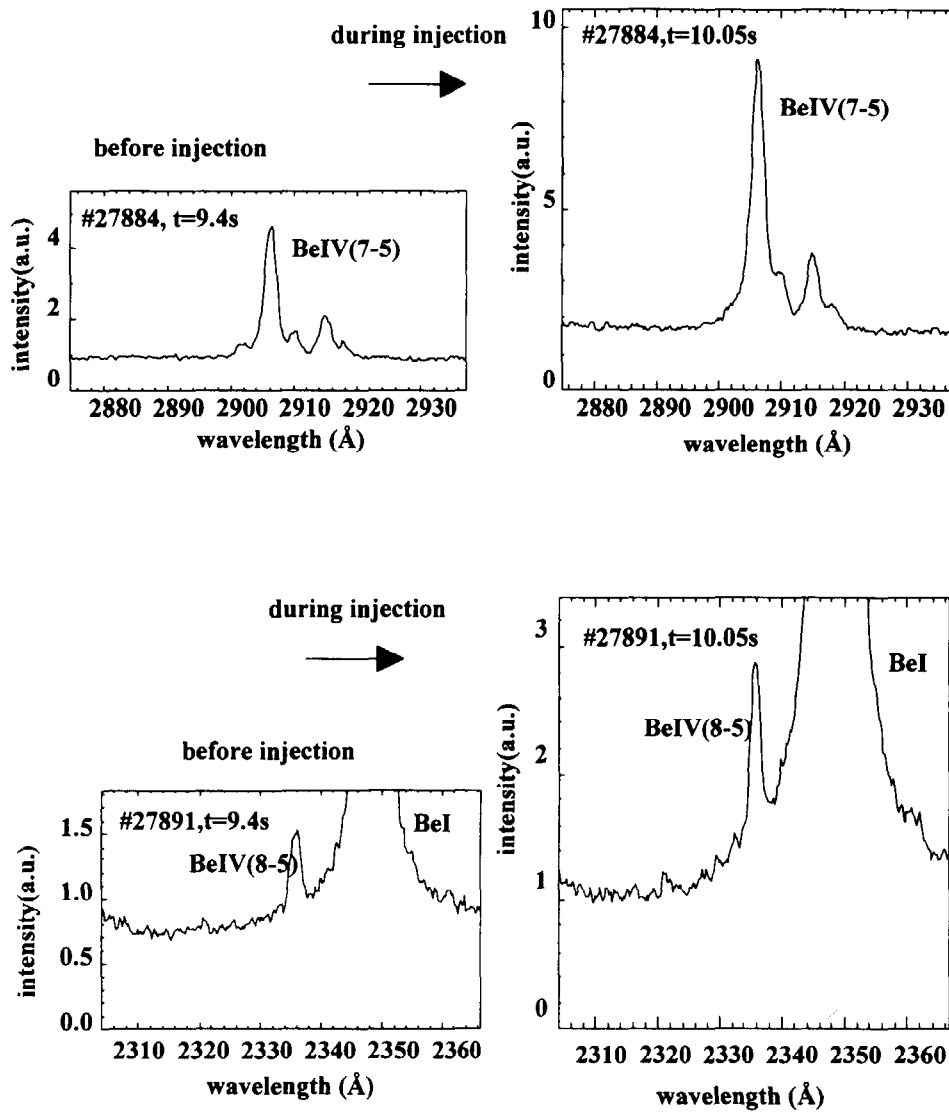 during injection
before injection
#27884, t=9.4s
BeIV(7-5)
intensity(a.u.)
4
2
0
2880 2890 2900 2910 2920 2930
wavelength (Å)
#27884,t=10.05s
BeIV(7-5)
intensity(a.u.)
10
5
0
2880 2890 2900 2910 2920 2930
wavelength (Å)
during injection
before injection
#27891,t=9.4s
BeI
BeIV(8-5)
intensity(a.u.)
1.5
1.0
0.5
0.0
2310 2320 2330 2340 2350 2360
wavelength (Å)
#27891,t=10.05s
BeI
BeIV(8-5)
intensity(a.u.)
3
2
1
0
2310 2320 2330 2340 2350 2360
wavelength (Å)